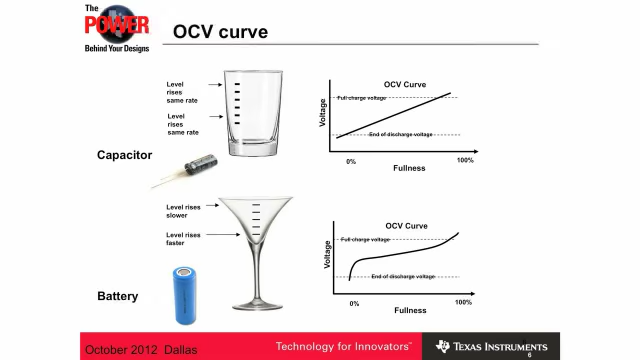 The
POWER
Behind Your Designs
OCV curve
Level
rises
same rate
Level
rises
same rate
Capacitor
OCV Curve
Full charge voltage
End of discharge voltage
Voltage
0%
100%
Fullness
Level rises
slower
Level rises
faster
Battery
OCV Curve
Full charge voltage
End of discharge voltage
Voltage
0%
100%
Fullness
October 2012 Dallas
Technology for Innovators™
TEXAS INSTRUMENTS
6